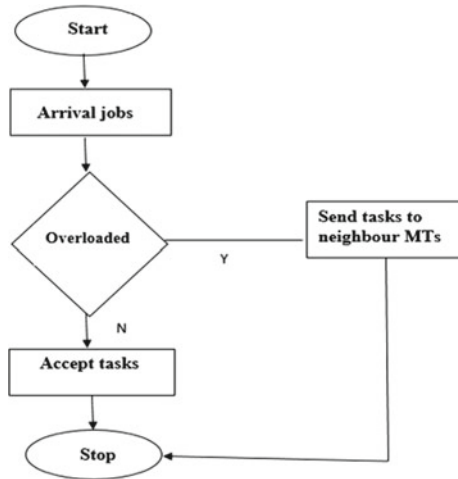 Start
Arrival jobs
Overloaded
Y
Send tasks to
neighbour MTs
N
Accept tasks
Stop